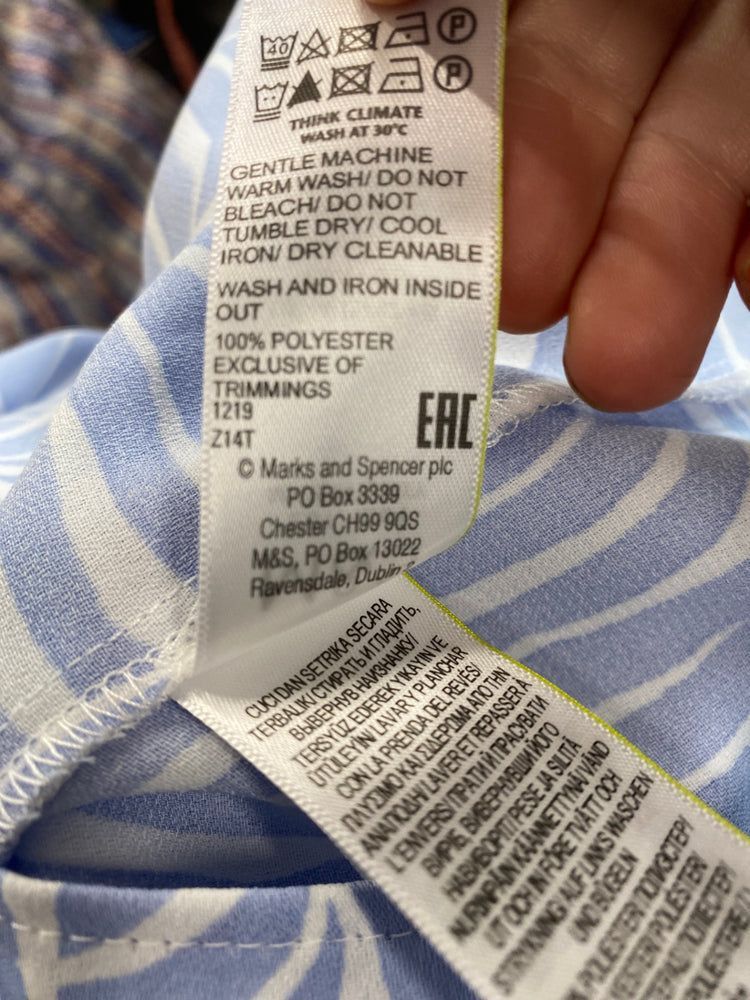 40 P
P
THINK CLIMATE
WASH AT 30°C
GENTLE MACHINE
WARM WASH/ DO NOT
BLEACH/ DO NOT
TUMBLE DRY/ COOL
IRON/ DRY CLEANABLE
WASH AND IRON INSIDE
OUT
100% POLYESTER
EXCLUSIVE OF
TRIMMINGS
1219
Z14T
EAC
© Marks and Spencer plc
PO Box 3339
Chester CH99 9QS
M&S, PO Box 13022
Ravensdale, Dublin
CUCI DAN SETRIKA SECARA
TERBALIK/ СТИРАТЬ И ГЛАДИТЬ,
ВЫВЕРНУВ НАИЗНАНКУ/
TERSYÜZ EDEREK YIKAYIN VE
ÜTÜLEYİN/ LAVAR Y PLANCHAR
CON LA PRENDA DEL REVÉS/
ΠΛΥΣΙΜΟ ΚΑΙ ΣΙΔΕΡΩΜΑ ΑΠΟ ΤΗΝ
ΑΝΑΠΟΔΗ/ LAVER ET REPASSER À
L'ENVERS/ ПРАТИ Й ПРАСУВАТИ
ВИРІБ, ВИВЕРНУВШИ ЙОГО
НАВИВОРІТ/ PESE JA SILITÄ
NURINPÄIN KÄÄNNETTYNÄ/ VÄND
UT OCH IN FÖRE TVÄTT OCH
STRYKNING/ AUF LINKS WASCHEN
UND BÜGELN